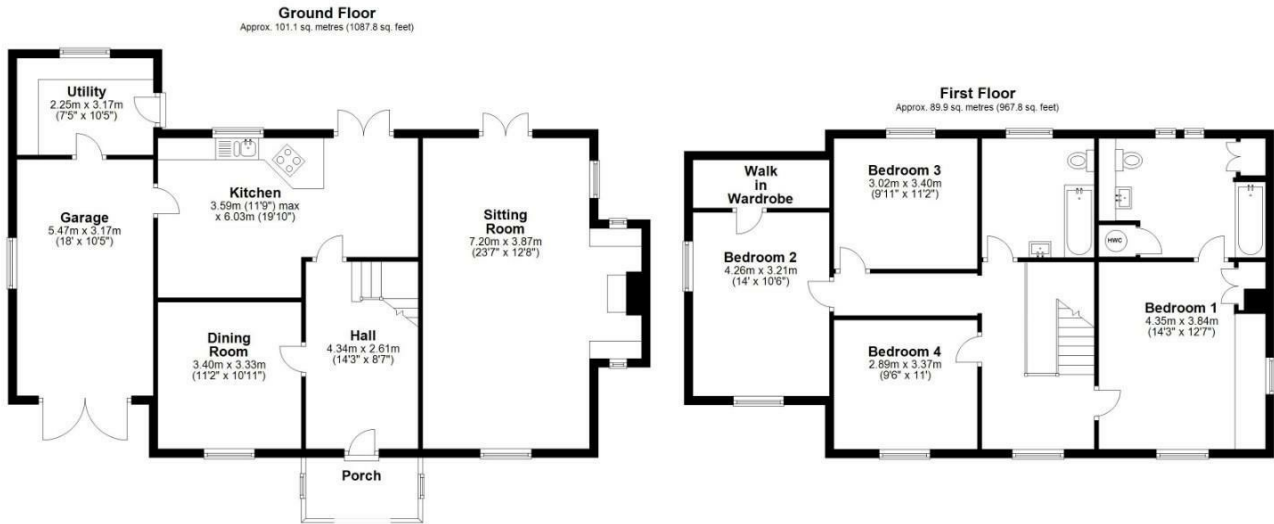 Ground Floor
Approx. 101.1 sq. metres (1087.8 sq. feet)
Utility
2.25m x 3.17m
(7'5" x 10'5")
Kitchen
3.59m (11'9") max
x 6.03m (19'10")
Garage
5.47m x 3.17m
(18' x 10'5")
Sitting
Room
7.20m x 3.87m
(23'7" x 12'8")
Dining
Room
3.40m x 3.33m
(11'2" x 10'11")
Hall
4.34m x 2.61m
(14'3" x 8'7")
Porch
First Floor
Approx. 89.9 sq. metres (967.8 sq. feet)
Walk
in
Wardrobe
Bedroom 3
3.02m x 3.40m
(9'11" x 11'2")
HWC
Bedroom 2
4.26m x 3.21m
(14' x 10'6")
Bedroom 1
4.35m x 3.84m
(14'3" x 12'7")
Bedroom 4
2.89m x 3.37m
(9'6" x 11')